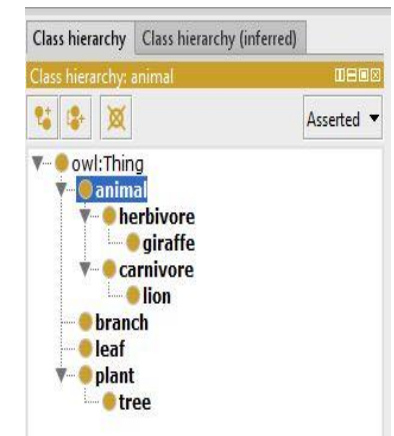 Class hierarchy Class hierarchy (inferred)
Class hierarchy: animal
Asserted
owl:Thing
animal
herbivore
giraffe
carnivore
lion
branch
leaf
plant
tree